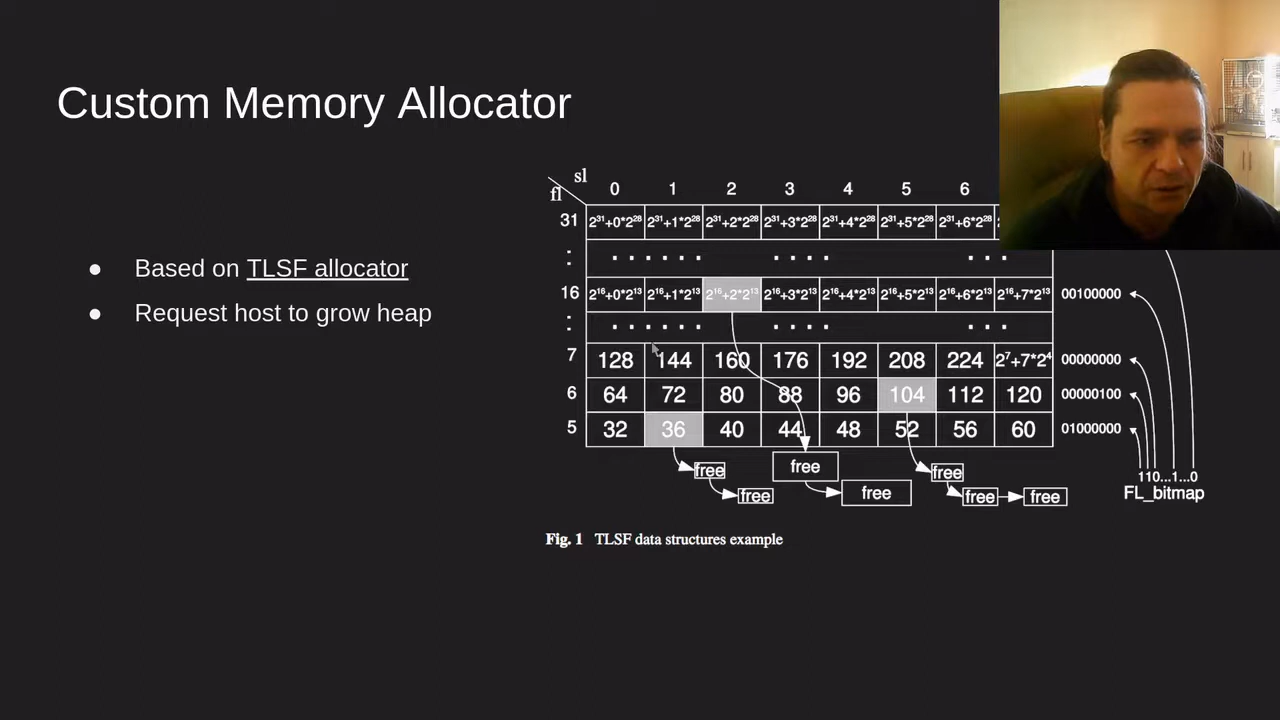 Custom Memory Allocator
● Based on TLSF allocator
● Request host to grow heap
sl
fl
0 1 2 3 4 5 6
31 2³¹+0*2²⁸ 2³¹+1*2²⁸ 2³¹+2*2²⁸ 2³¹+3*2²⁸ 2³¹+4*2²⁸ 2³¹+5*2²⁸ 2³¹+6*2²⁸
: . . . . . . . . . . . . .
16 2¹⁶+0*2¹³ 2¹⁶+1*2¹³ 2¹⁶+2*2¹³ 2¹⁶+3*2¹³ 2¹⁶+4*2¹³ 2¹⁶+5*2¹³ 2¹⁶+6*2¹³ 2¹⁶+7*2¹³ 00100000
: . . . . . . . . . . . . .
7 128 144 160 176 192 208 224 2⁷+7*2⁴ 00000000
6 64 72 80 88 96 104 112 120 00000100
5 32 36 40 44 48 52 56 60 01000000
free free free
free free free free
110...1...0
FL_bitmap
Fig. 1 TLSF data structures example